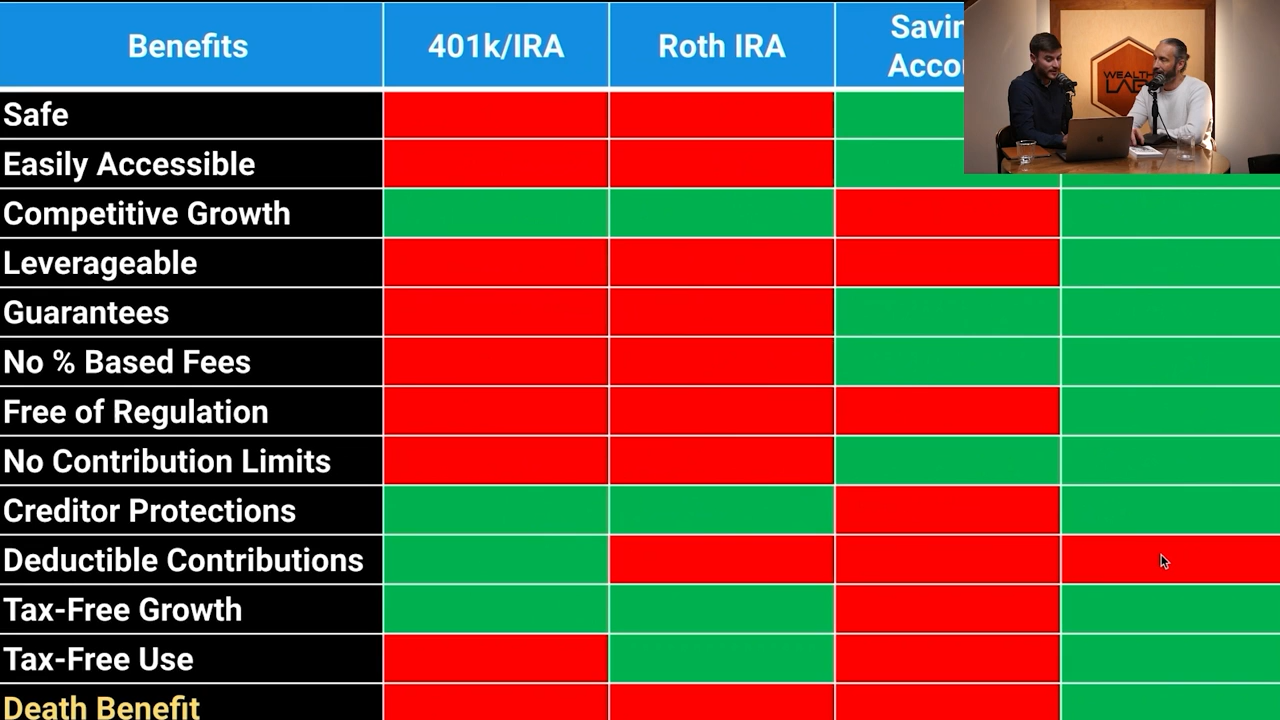 Benefits
401k/IRA
Roth IRA
Safe
Easily Accessible
Competitive Growth
Leverageable
Guarantees
No % Based Fees
Free of Regulation
No Contribution Limits
Creditor Protections
Deductible Contributions
Tax-Free Growth
Tax-Free Use
Death Benefit